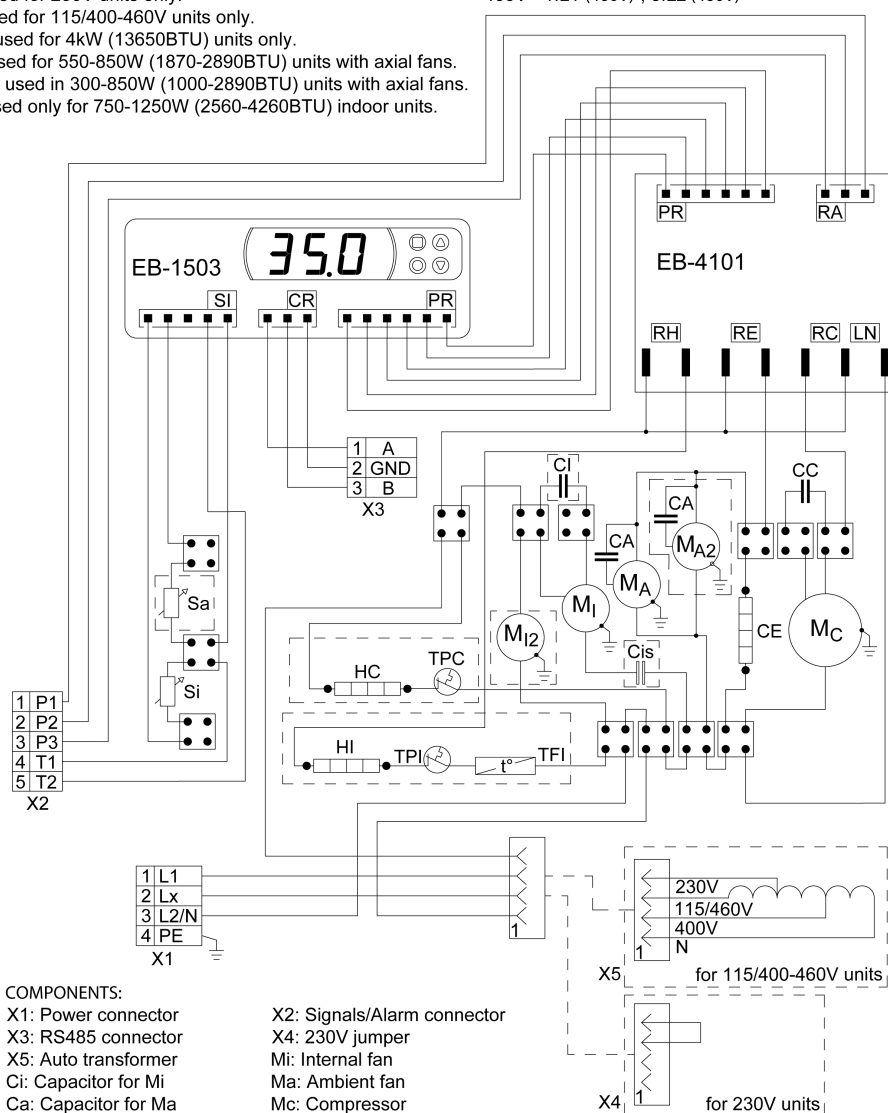 ed for 115/400-460V units only.
used for 4kW (13650BTU) units only.
sed for 550-850W (1870-2890BTU) units with axial fans.
used in 300-850W (1000-2890BTU) units with axial fans.
sed only for 750-1250W (2560-4260BTU) indoor units.
PR
RA
EB-4101
35.0
EB-1503
SI
CR
PR
RH
RE
RC
LN
1 A
2 GND
3 B
X3
CI
CC
CA
CA
MA2
MA
MI
MI2
CE
MC
Sa
Cis
TPC
HC
Si
1 P1
2 P2
3 P3
4 T1
5 T2
X2
HI
TPI
t°
TFI
1 L1
2 Lx
3 L2/N
4 PE
X1
1
230V
115/460V
400V
N
1
X5
for 115/400-460V units
COMPONENTS:
X1: Power connector
X2: Signals/Alarm connector
X3: RS485 connector
X4: 230V jumper
X5: Auto transformer
Mi: Internal fan
Ci: Capacitor for Mi
Ma: Ambient fan
Ca: Capacitor for Ma
Mc: Compressor
X4
1
for 230V units